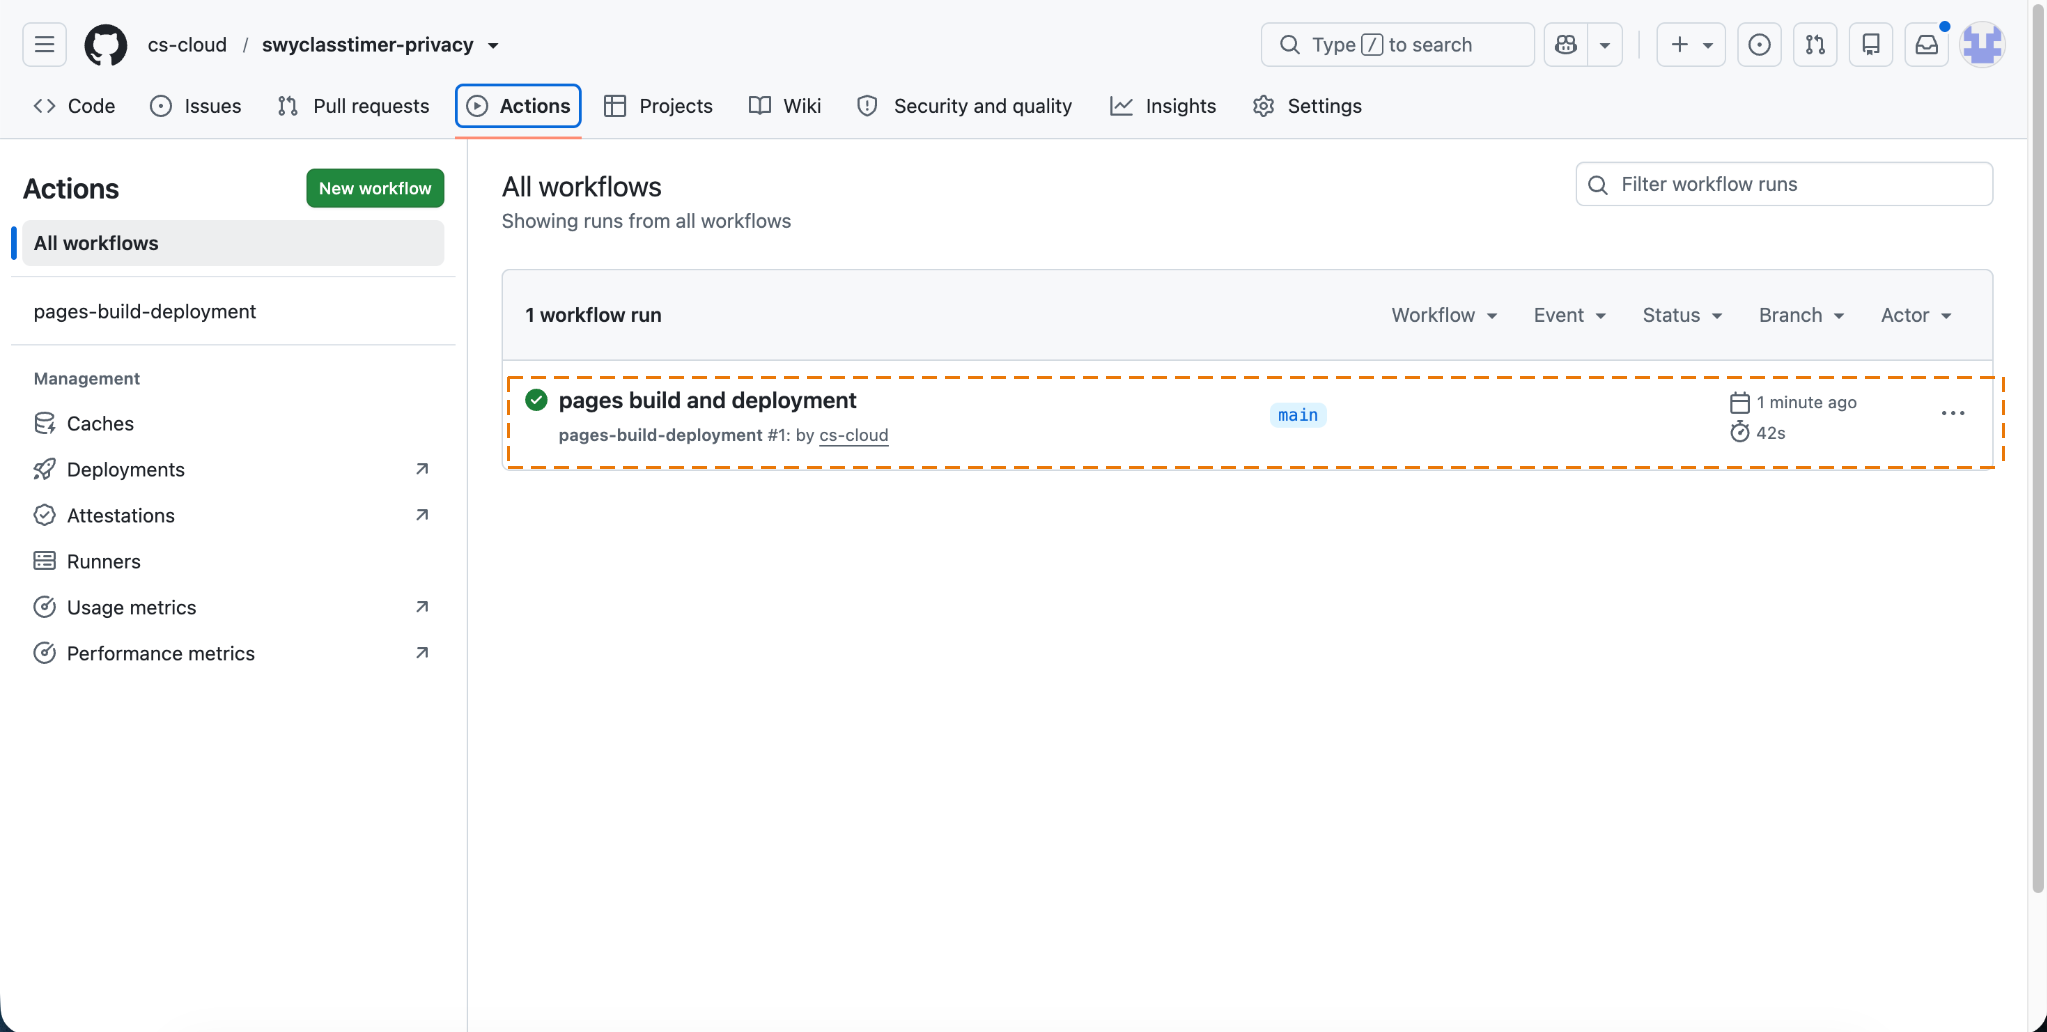 cs-cloud / swyclasstimer-privacy
Type / to search
Code
Issues
Pull requests
Actions
Projects
Wiki
Security and quality
Insights
Settings
Actions
New workflow
All workflows
pages-build-deployment
Management
Caches
Deployments
Attestations
Runners
Usage metrics
Performance metrics
All workflows
Showing runs from all workflows
Filter workflow runs
1 workflow run
Workflow
Event
Status
Branch
Actor
pages build and deployment
pages-build-deployment #1: by cs-cloud
main
1 minute ago
42s